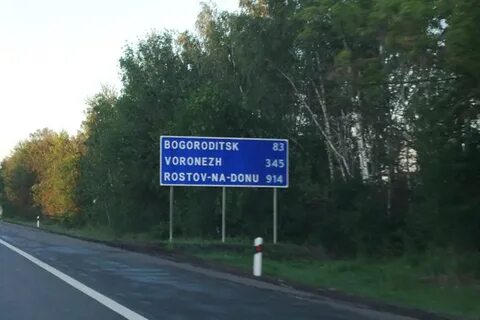 BOGORODITSK 83
VORONEZH 345
ROSTOV-NA-DONU 914